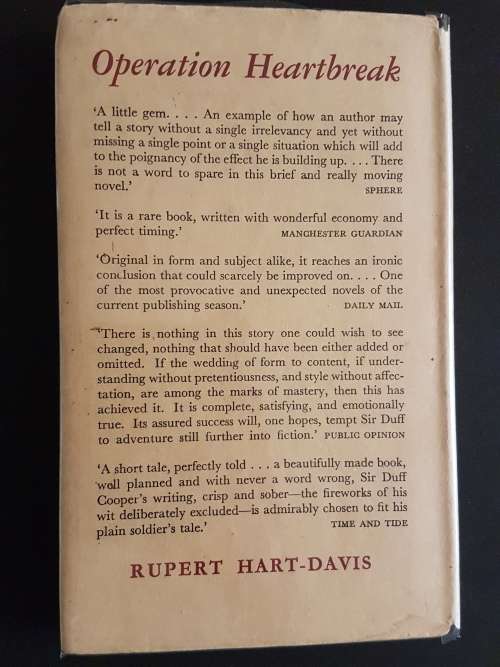 Operation Heartbreak
‘A little gem. . . . An example of how an author may
tell a story without a single irrelevancy and yet without
missing a single point or a single situation which will add
to the poignancy of the effect he is building up. . . . There
is not a word to spare in this brief and really moving
novel.’ SPHERE
‘It is a rare book, written with wonderful economy and
perfect timing.’ MANCHESTER GUARDIAN
‘Original in form and subject alike, it reaches an ironic
conclusion that could scarcely be improved on. . . . One
of the most provocative and unexpected novels of the
current publishing season.’ DAILY MAIL
‘There is nothing in this story one could wish to see
changed, nothing that should have been either added or
omitted. If the wedding of form to content, if under-
standing without pretentiousness, and style without affec-
tation, are among the marks of mastery, then this has
achieved it. It is complete, satisfying, and emotionally
true. Its assured success will, one hopes, tempt Sir Duff
to adventure still further into fiction.’ PUBLIC OPINION
‘A short tale, perfectly told . . . a beautifully made book,
well planned and with never a word wrong, Sir Duff
Cooper’s writing, crisp and sober—the fireworks of his
wit deliberately excluded—is admirably chosen to fit his
plain soldier’s tale.’ TIME AND TIDE
RUPERT HART-DAVIS